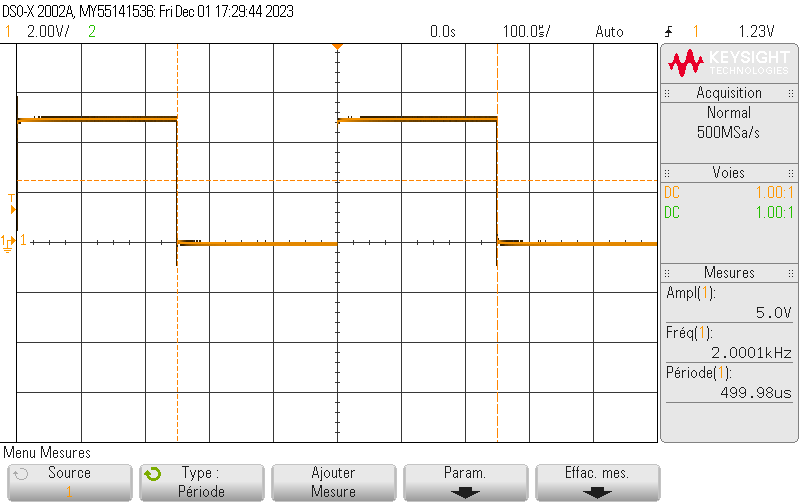 DSO-X 2002A, MY55141536: Fri Dec 01 17:29:44 2023
1 2.00V/ 2 0.0s 100.0s/ Auto 1 1.23V
KEYSIGHT
TECHNOLOGIES
Acquisition
Normal
500MSa/s
Voies
DC 1.00:1
DC 1.00:1
Mesures
Ampl(1):
5.0V
Fréq(1):
2.0001kHz
Période(1):
499.98us
T
1 1
Menu Mesures
Source
1
Type :
Période
Ajouter
Mesure
Param.
Effac. mes.